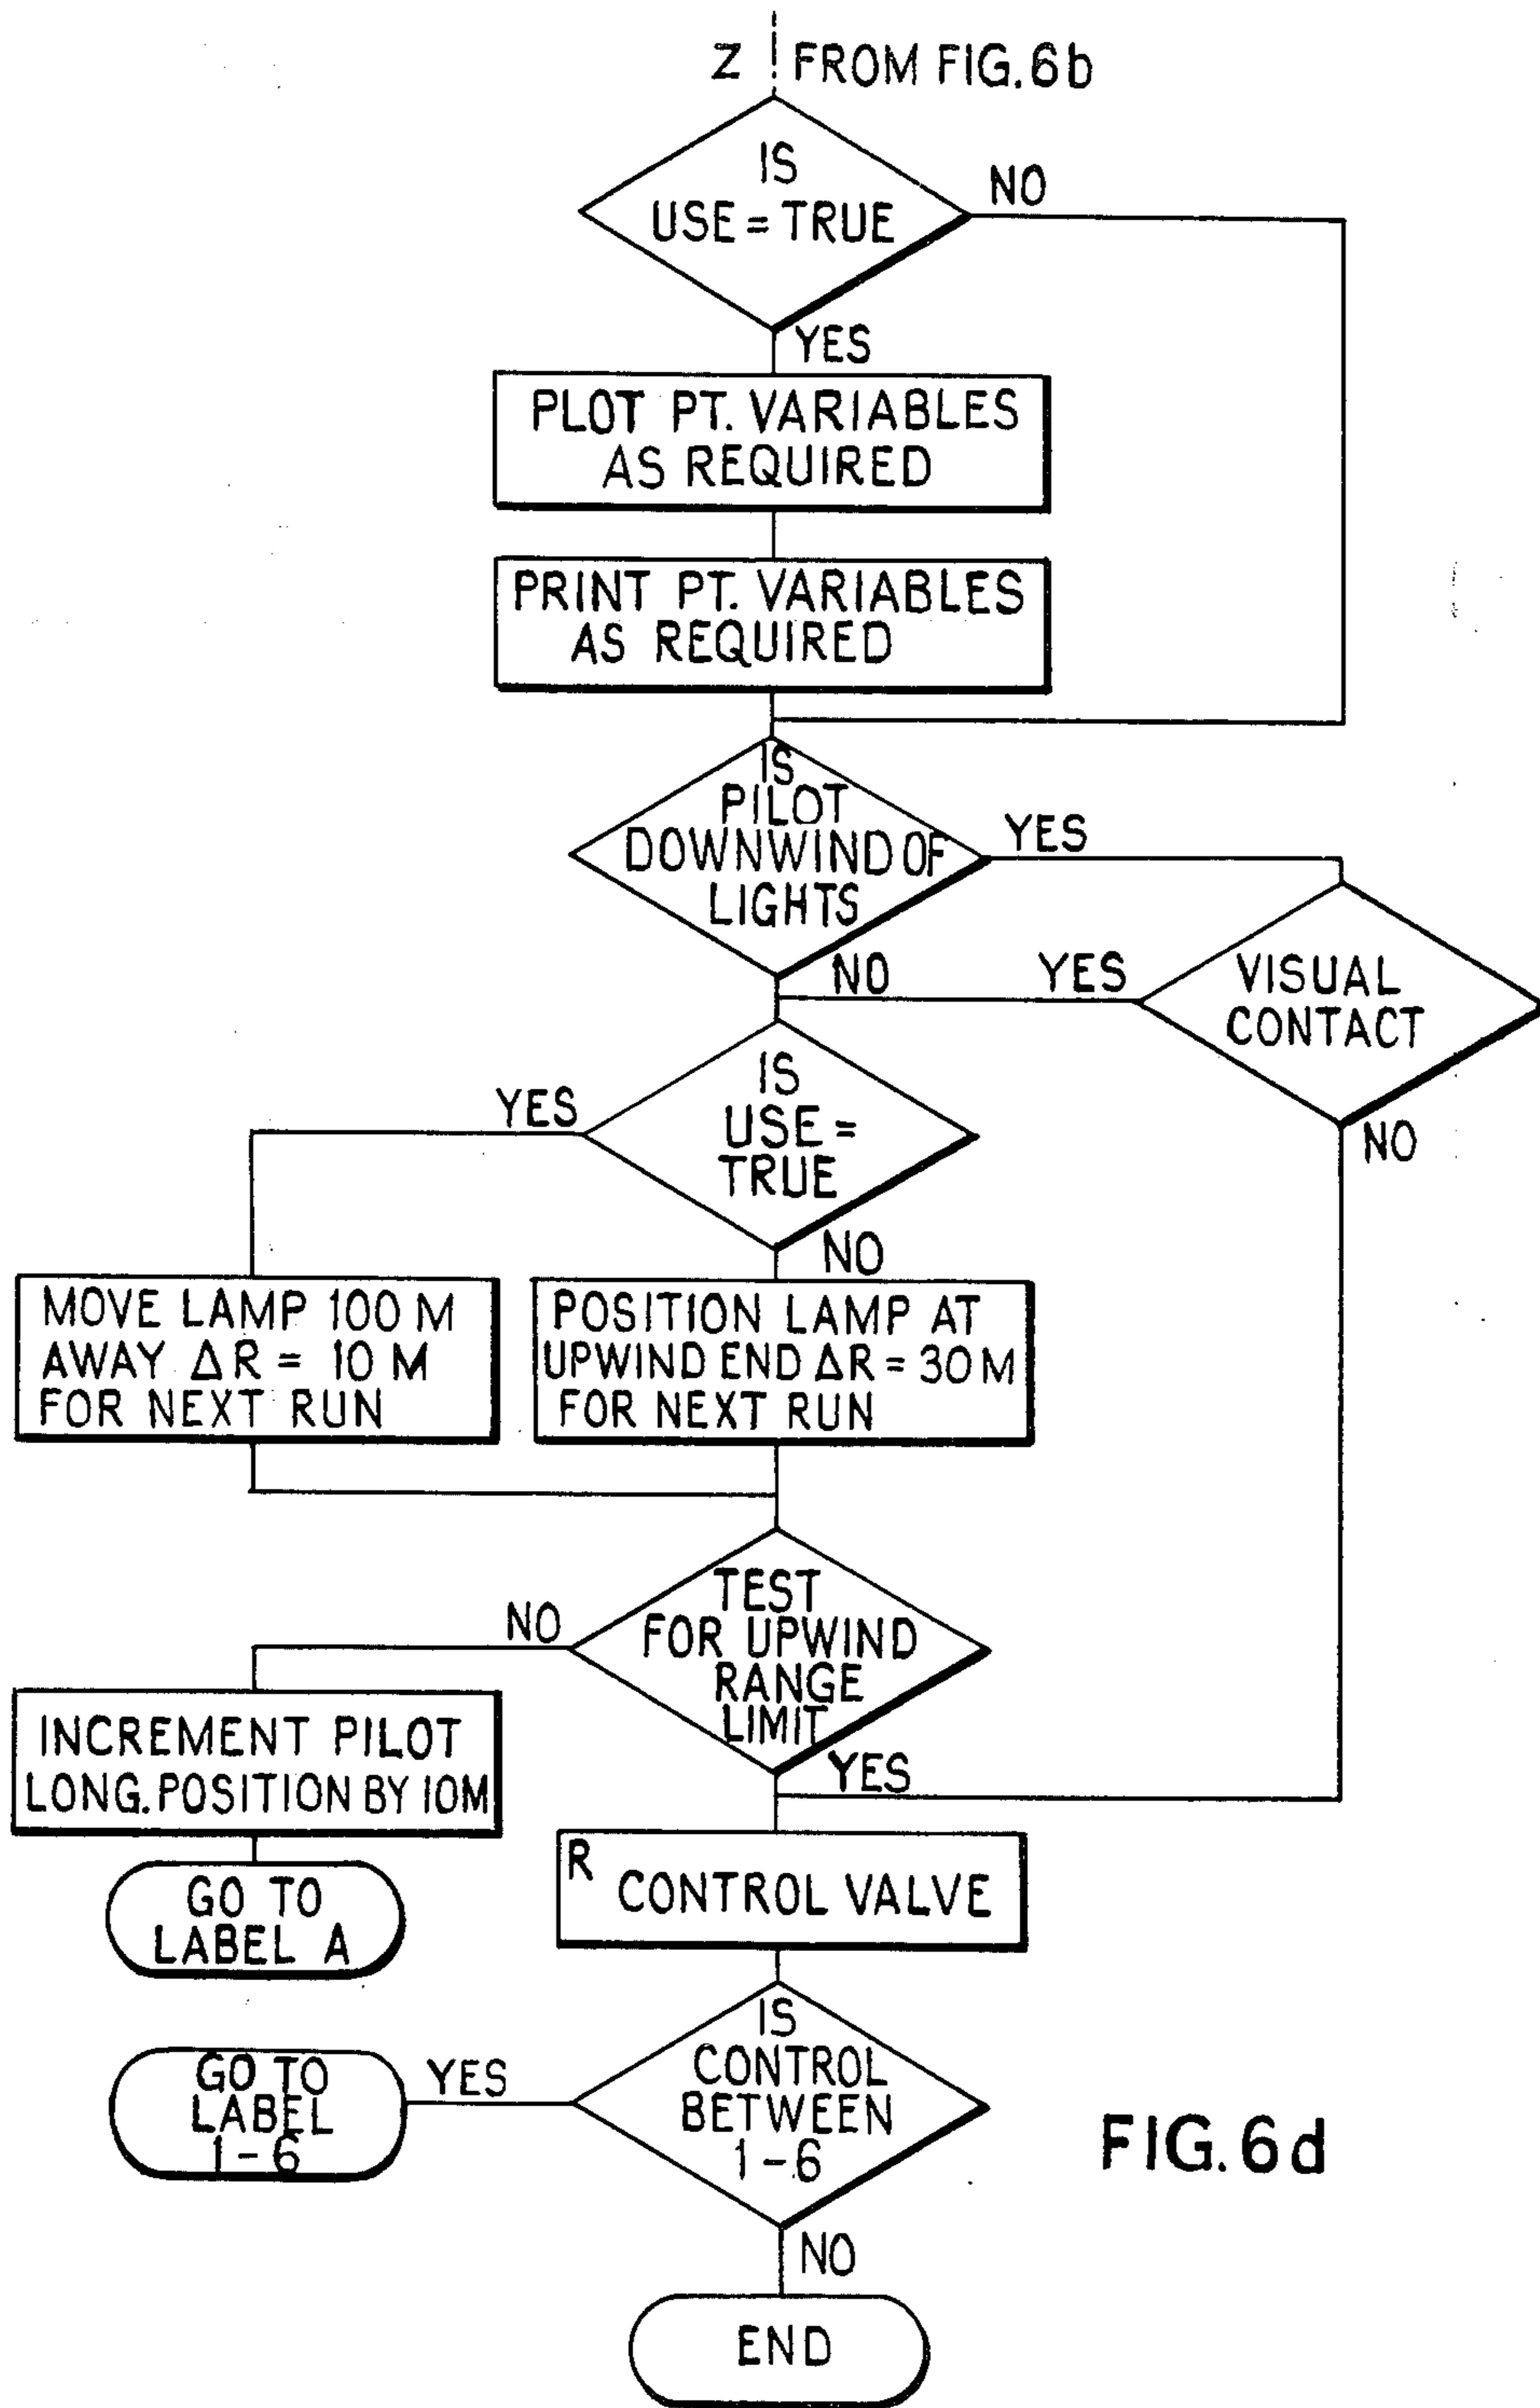 Z FROM FIG. 6b
IS
USE = TRUE
NO
YES
PLOT PT. VARIABLES
AS REQUIRED
PRINT PT. VARIABLES
AS REQUIRED
IS
PILOT
DOWNWIND OF
LIGHTS
YES
NO
YES
VISUAL
CONTACT
NO
IS
USE =
TRUE
YES
NO
MOVE LAMP 100 M
AWAY ΔR = 10 M
FOR NEXT RUN
POSITION LAMP AT
UPWIND END ΔR = 30 M
FOR NEXT RUN
TEST
FOR UPWIND
RANGE
LIMIT
NO
YES
INCREMENT PILOT
LONG. POSITION BY 10M
GO TO
LABEL A
R
CONTROL VALVE
IS
CONTROL
BETWEEN
1-6
YES
GO TO
LABEL
1-6
NO
END
FIG. 6d